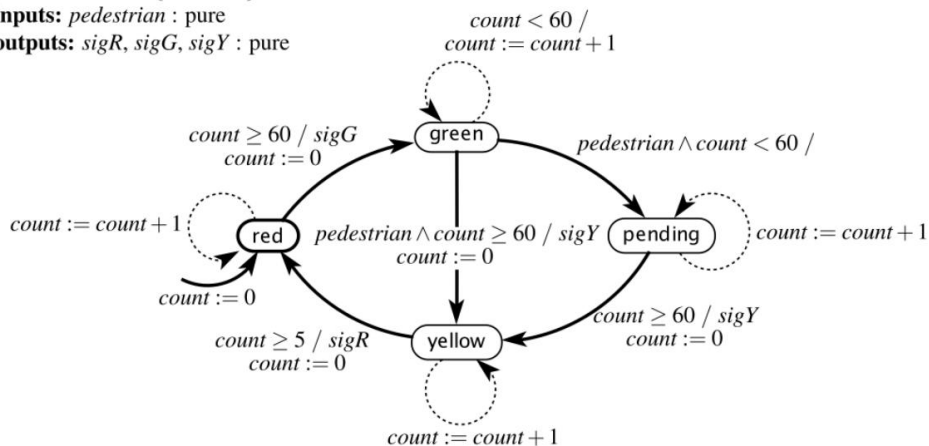 nputs: pedestrian : pure
outputs: sigR, sigG, sigY : pure
count < 60 /
count := count + 1
count ≥ 60 / sigG
count := 0
green
pedestrian ∧ count < 60 /
count := count + 1
red
pedestrian ∧ count ≥ 60 / sigY
count := 0
pending
count := count + 1
count := 0
count ≥ 5 / sigR
count := 0
yellow
count ≥ 60 / sigY
count := 0
count := count + 1